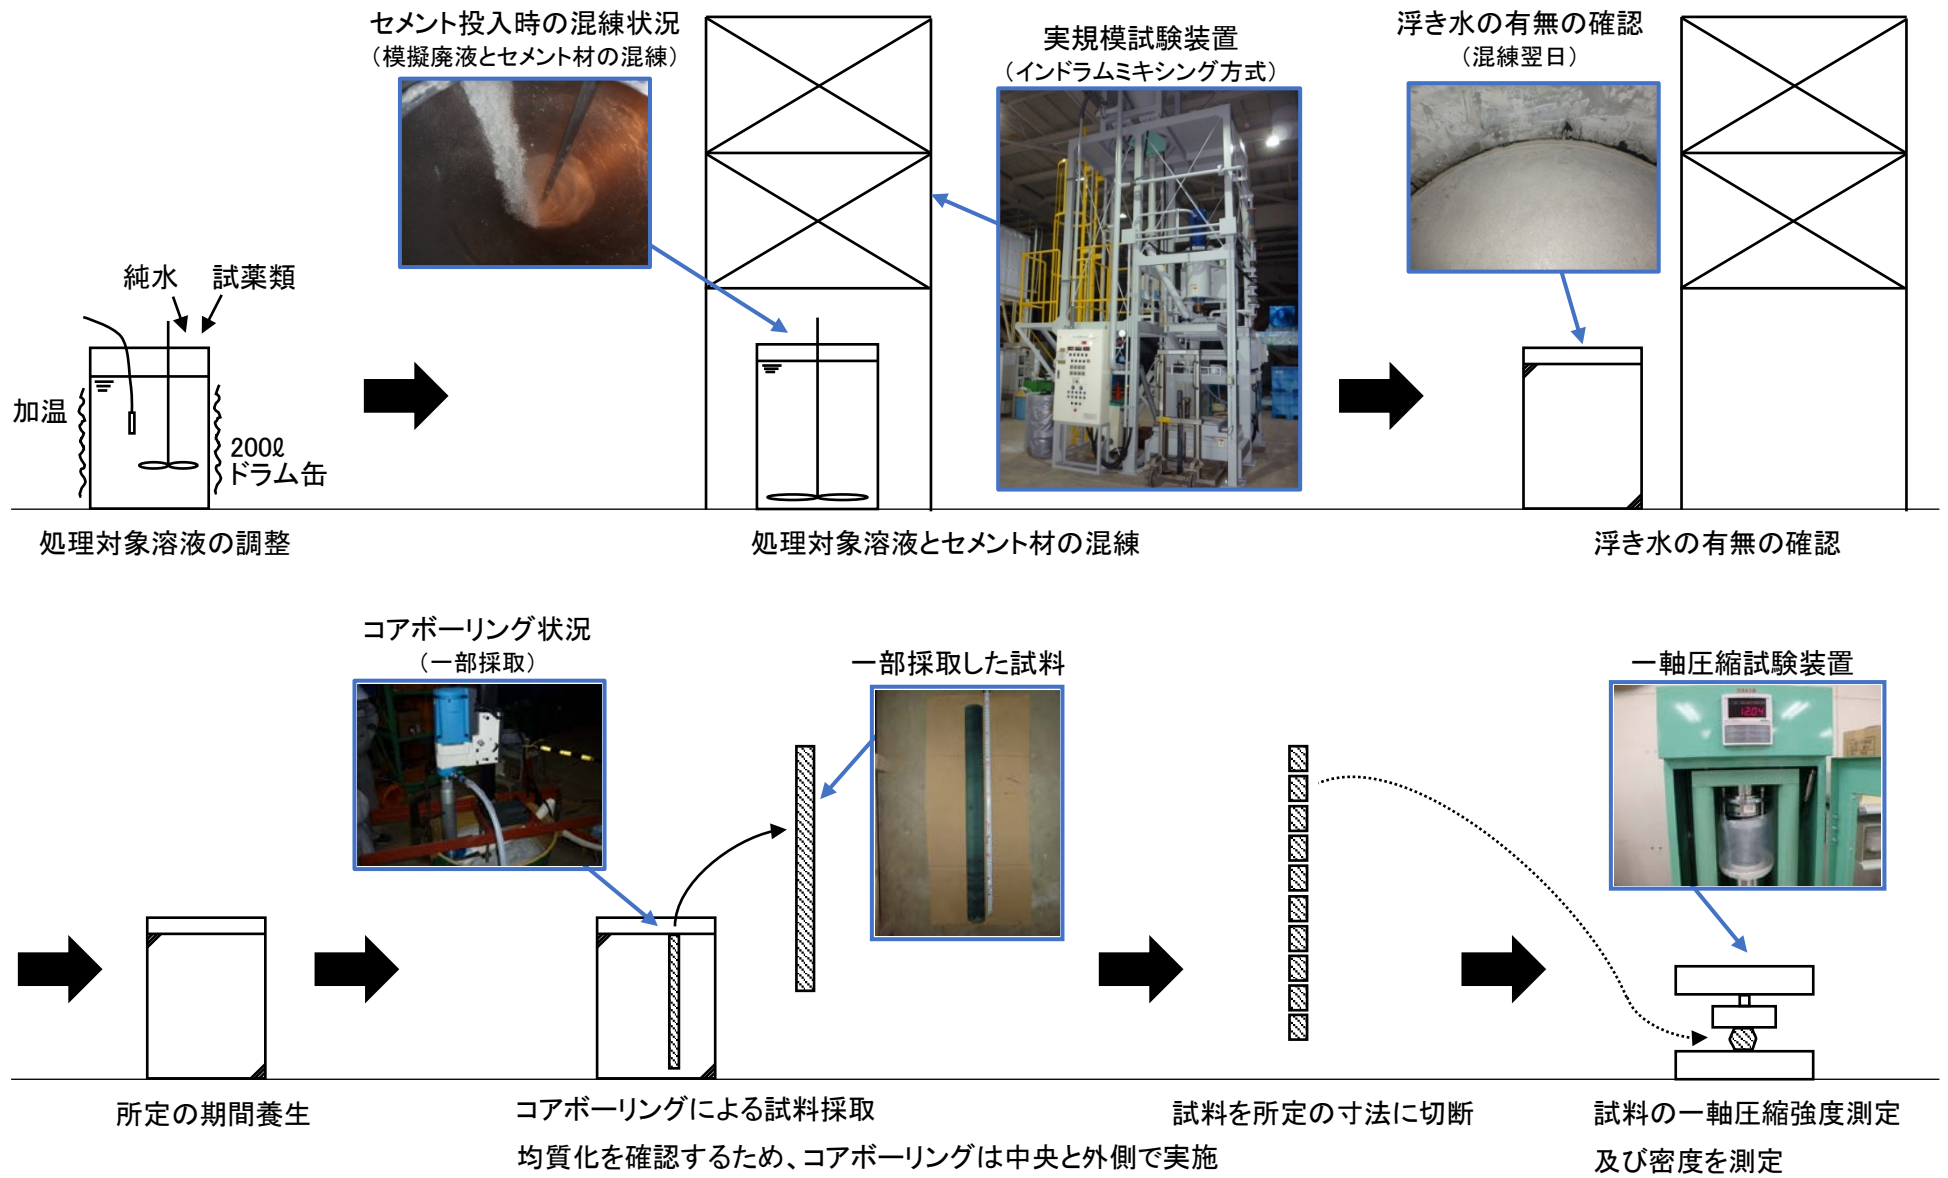 セメント投入時の混練状況
（模擬廃液とセメント材の混練）
実規模試験装置
（インドラムミキシング方式）
浮き水の有無の確認
（混練翌日）
純水
試薬類
加温
200ℓ
ドラム缶
処理対象溶液の調整
処理対象溶液とセメント材の混練
浮き水の有無の確認
コアボーリング状況
（一部採取）
一部採取した試料
一軸圧縮試験装置
1204
所定の期間養生
コアボーリングによる試料採取
均質化を確認するため、コアボーリングは中央と外側で実施
試料を所定の寸法に切断
試料の一軸圧縮強度測定
及び密度を測定